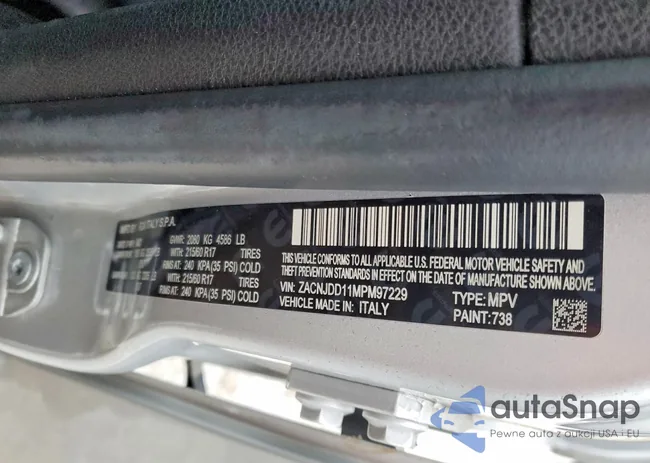 ITALY S.P.A.
GVWR: 2080 KG 4586 LB
WITH: 215/60 R17 TIRES
RIMS AT: 240 KPA (35 PSI) COLD
WITH: 215/60 R17 TIRES
RIMS AT: 240 KPA (35 PSI) COLD
THIS VEHICLE CONFORMS TO ALL APPLICABLE U.S. FEDERAL MOTOR VEHICLE SAFETY AND
THEFT PREVENTION STANDARDS IN EFFECT ON THE DATE OF MANUFACTURE SHOWN ABOVE.
VIN: ZACNJDD11MPM97229 TYPE: MPV
VEHICLE MADE IN: ITALY PAINT: 738
autaSnap
Pewne auta z aukcji USA i EU